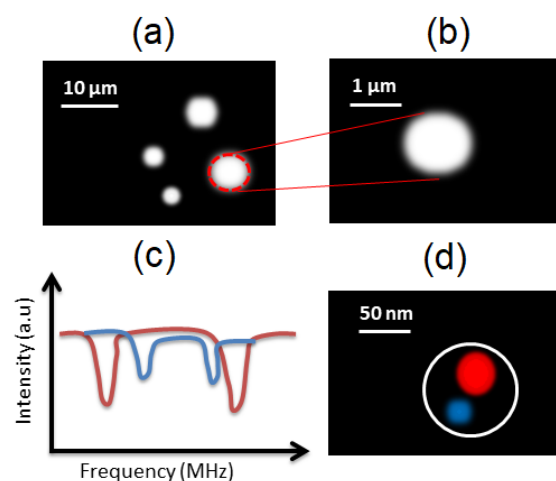 (a)
(b)
10 µm
1 µm
(c)
(d)
Intensity (a.u)
50 nm
Frequency (MHz)